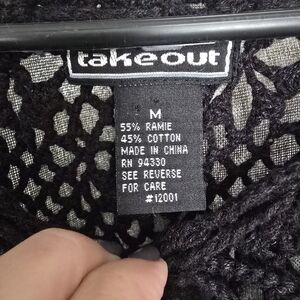 takeout
M
55% RAMIE
45% COTTON
MADE IN CHINA
RN 94330
SEE REVERSE
FOR CARE
#12001